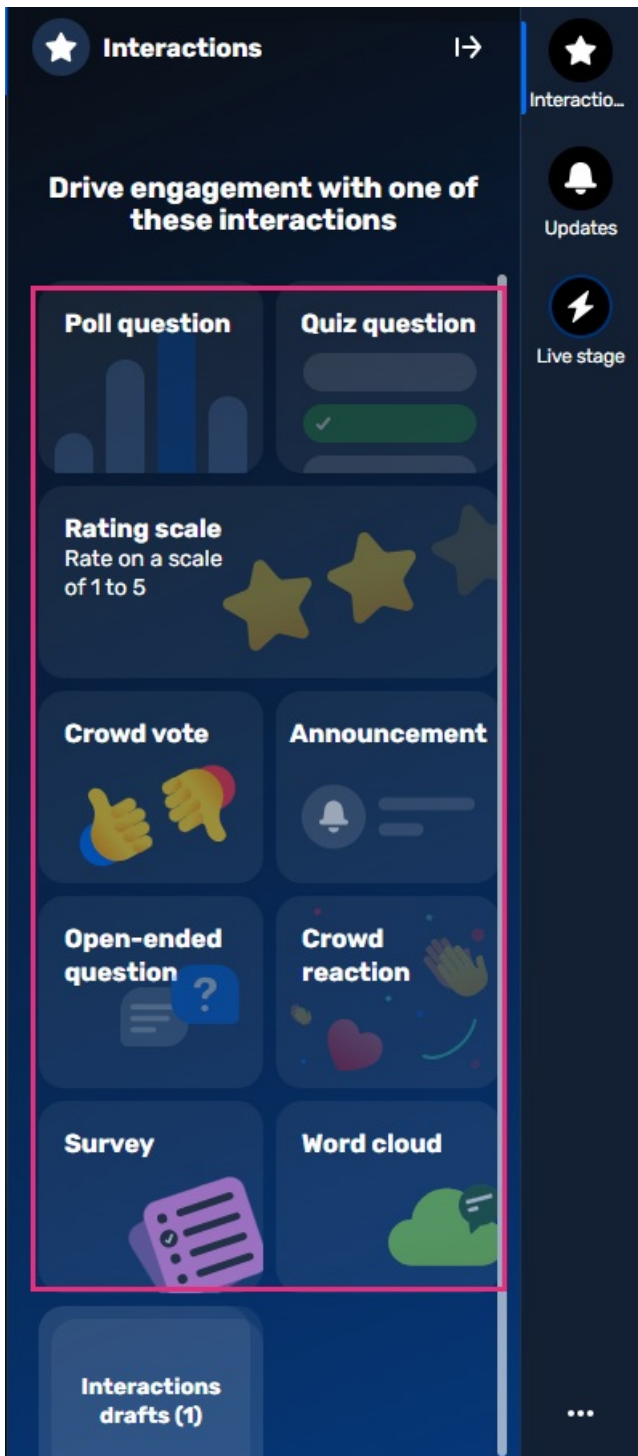 Interactions
Interactio...
Updates
Live stage
Drive engagement with one of
these interactions
Poll question
Quiz question
Rating scale
Rate on a scale
of 1 to 5
Crowd vote
Announcement
Open-ended
question
?
Crowd
reaction
Survey
Word cloud
Interactions
drafts (1)